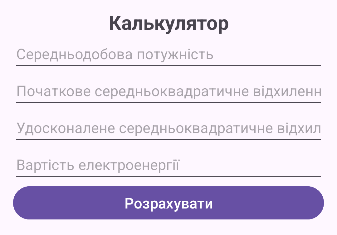 Калькулятор
Середньодобова потужність
Початкове середньоквадратичне відхиленн
Удосконалене середньоквадратичне відхил
Вартість електроенергії
Розрахувати